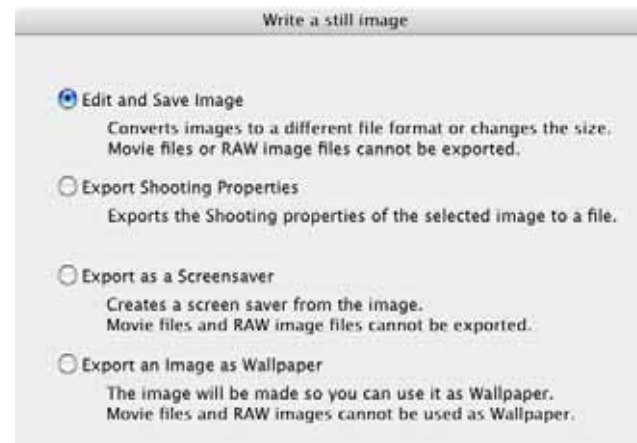 Write a still image
Edit and Save Image
Converts images to a different file format or changes the size.
Movie files or RAW image files cannot be exported.
Export Shooting Properties
Exports the Shooting properties of the selected image to a file.
Export as a Screensaver
Creates a screen saver from the image.
Movie files and RAW image files cannot be exported.
Export an Image as Wallpaper
The image will be made so you can use it as Wallpaper.
Movie files and RAW images cannot be used as Wallpaper.